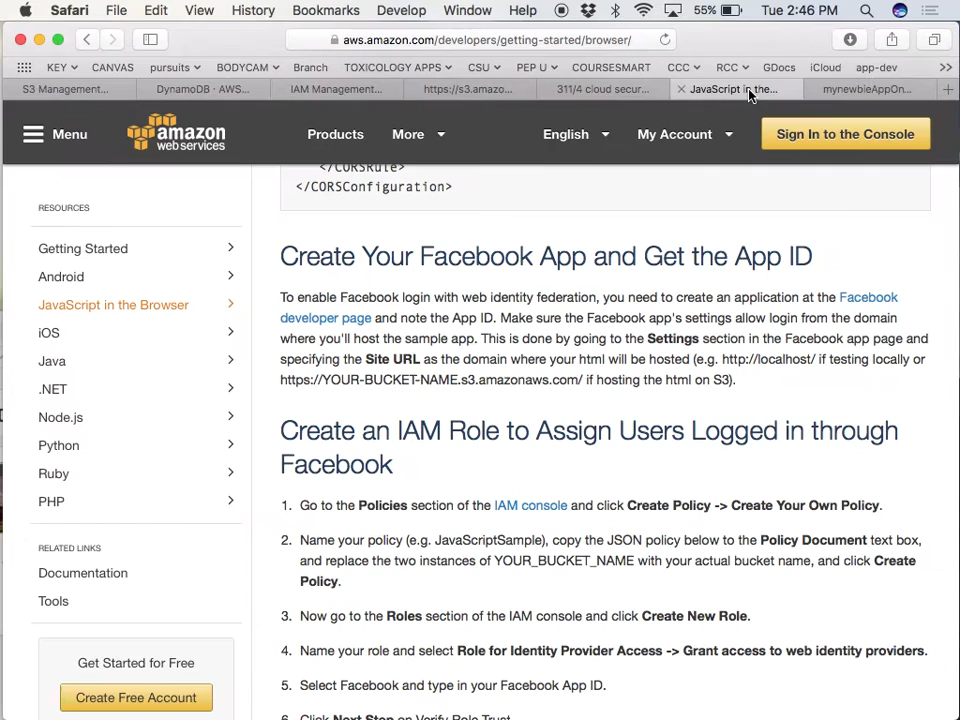 Safari File Edit View History Bookmarks Develop Window Help 55% Tue 2:46 PM
aws.amazon.com/developers/getting-started/browser/
KEY CANVAS pursuits BODYCAM Branch TOXICOLOGY APPS CSU PEP U COURSESMART CCC RCC GDocs iCloud app-dev
S3 Management... DynamoDB · AWS... IAM Management... https://s3.amazo... 311/4 cloud secur... JavaScript in the... mynewbieAppOn...
Menu amazon web services Products More English My Account Sign In to the Console
</CORSRule>
</CORSConfiguration>
RESOURCES
Getting Started
Android
JavaScript in the Browser
iOS
Java
.NET
Node.js
Python
Ruby
PHP
RELATED LINKS
Documentation
Tools
Get Started for Free
Create Free Account
Create Your Facebook App and Get the App ID
To enable Facebook login with web identity federation, you need to create an application at the Facebook
developer page and note the App ID. Make sure the Facebook app's settings allow login from the domain
where you'll host the sample app. This is done by going to the Settings section in the Facebook app page and
specifying the Site URL as the domain where your html will be hosted (e.g. http://localhost/ if testing locally or
https://YOUR-BUCKET-NAME.s3.amazonaws.com/ if hosting the html on S3).
Create an IAM Role to Assign Users Logged in through
Facebook
1. Go to the Policies section of the IAM console and click Create Policy -> Create Your Own Policy.
2. Name your policy (e.g. JavaScriptSample), copy the JSON policy below to the Policy Document text box,
and replace the two instances of YOUR_BUCKET_NAME with your actual bucket name, and click Create
Policy.
3. Now go to the Roles section of the IAM console and click Create New Role.
4. Name your role and select Role for Identity Provider Access -> Grant access to web identity providers.
5. Select Facebook and type in your Facebook App ID.
6. Click Next Step on Verify Role Trust.